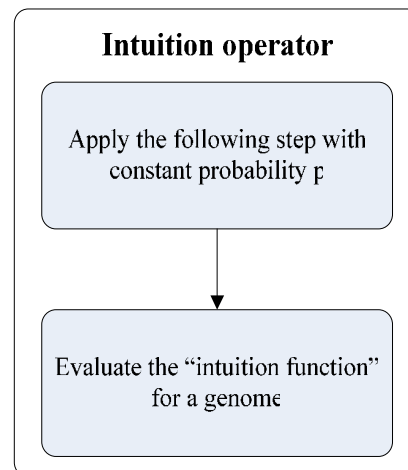 Intuition operator
Apply the following step with
constant probability p
Evaluate the “intuition function”
for a genome